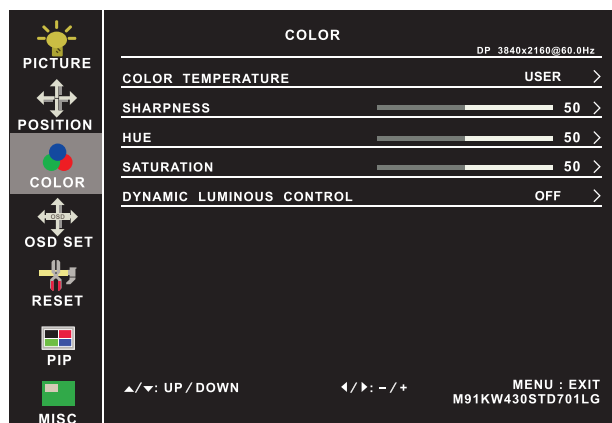 COLOR
DP 3840x2160@60.0Hz
PICTURE
POSITION
COLOR
OSD
OSD SET
RESET
PIP
MISC
COLOR TEMPERATURE USER >
SHARPNESS 50 >
HUE 50 >
SATURATION 50 >
DYNAMIC LUMINOUS CONTROL OFF >
▲/▼: UP / DOWN ◀/▶: – / + MENU : EXIT
M91KW430STD701LG